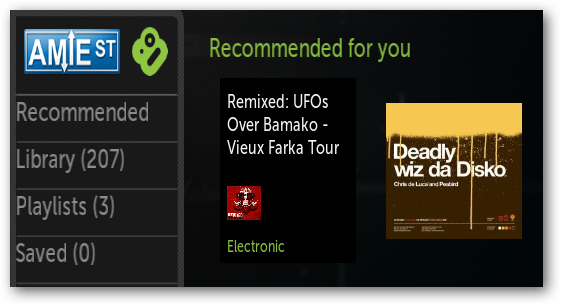 AMIE ST
Recommended
Library (207)
Playlists (3)
Saved (0)
Recommended for you
Remixed: UFOs
Over Bamako -
Vieux Farka Tour
Electronic
Deadly
wiz da Disko
Chris de Luca and Peabird